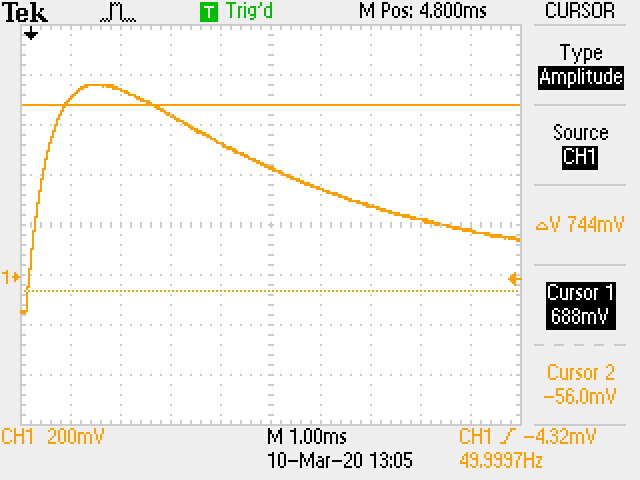 Tek
T Trig'd
M Pos: 4.800ms
CURSOR
Type
Amplitude
Source
CH1
△V 744mV
Cursor 1
688mV
Cursor 2
-56.0mV
1
CH1 200mV
M 1.00ms
CH1 -4.32mV
10-Mar-20 13:05
49.9997Hz